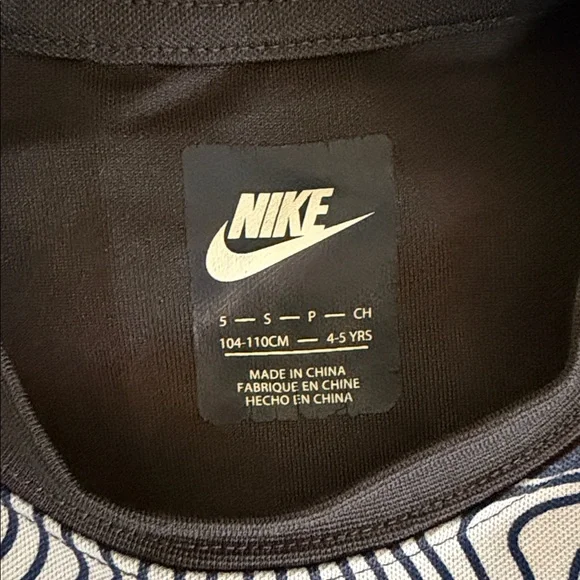 NIKE
5 — S — P — CH
104-110CM — 4-5 YRS
MADE IN CHINA
FABRIQUE EN CHINE
HECHO EN CHINA